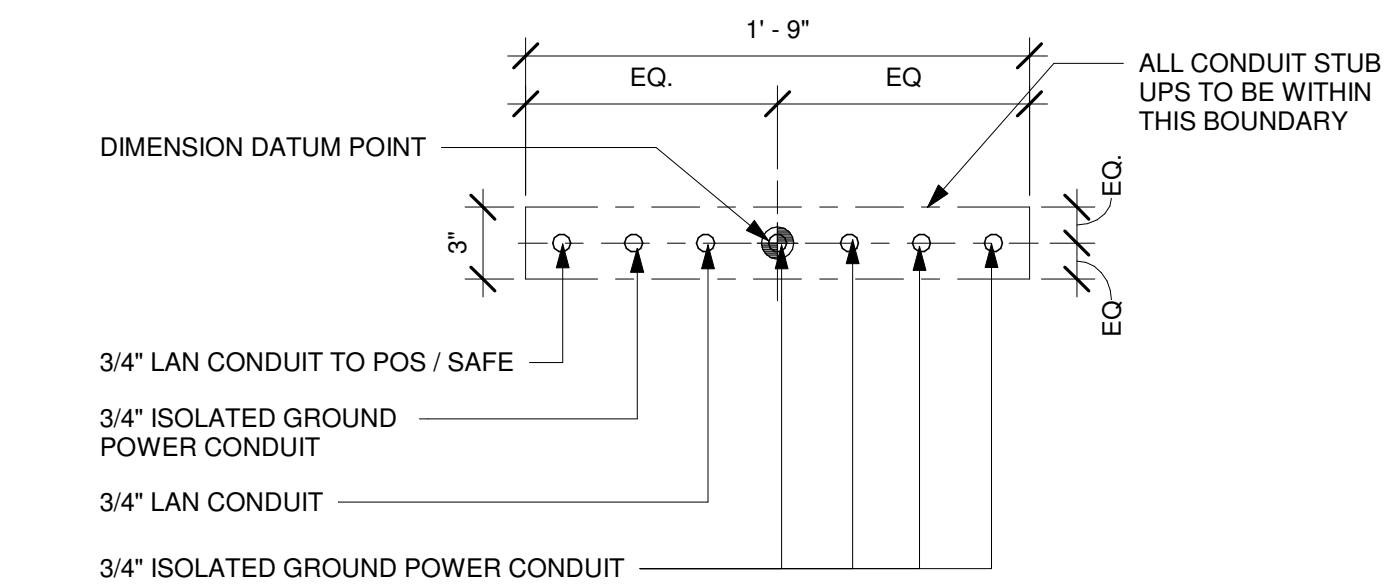 1' - 9"
EQ.
EQ
ALL CONDUIT STUB
UPS TO BE WITHIN
THIS BOUNDARY
DIMENSION DATUM POINT
EQ.
3"
EQ
3/4" LAN CONDUIT TO POS / SAFE
3/4" ISOLATED GROUND
POWER CONDUIT
3/4" LAN CONDUIT
3/4" ISOLATED GROUND POWER CONDUIT